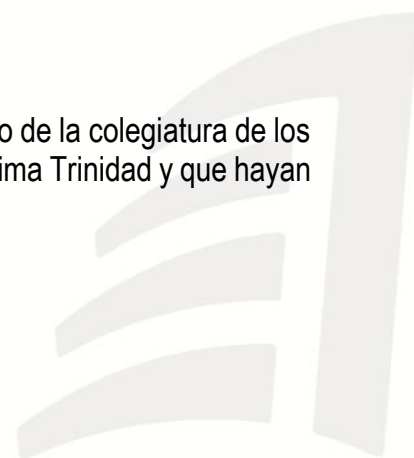 o de la colegiatura de los
ima Trinidad y que hayan